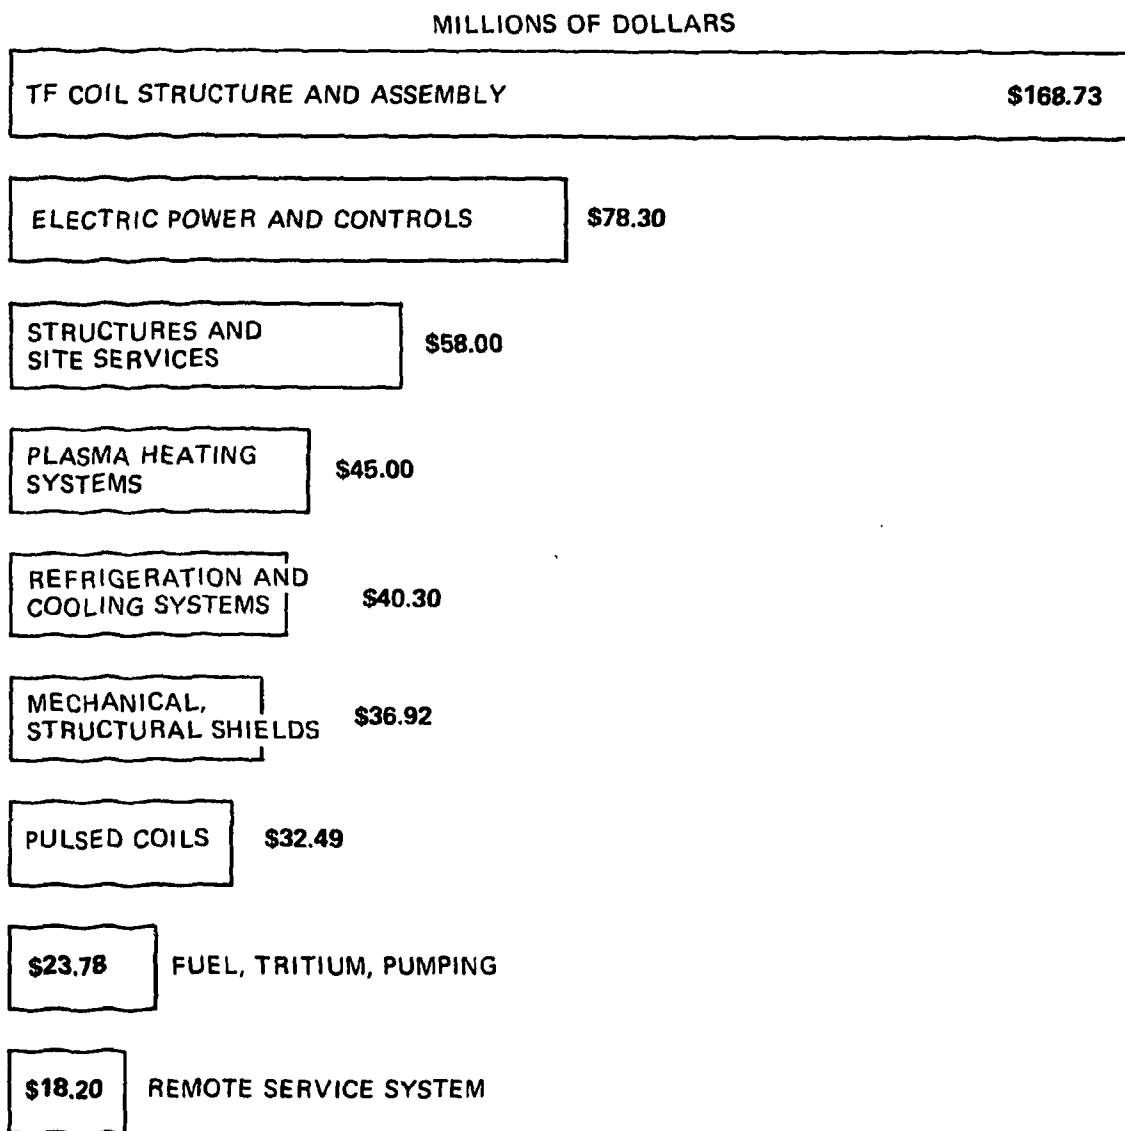 MILLIONS OF DOLLARS
TF COIL STRUCTURE AND ASSEMBLY $168.73
ELECTRIC POWER AND CONTROLS $78.30
STRUCTURES AND
SITE SERVICES
$58.00
PLASMA HEATING
SYSTEMS
$45.00
REFRIGERATION AND
COOLING SYSTEMS
$40.30
MECHANICAL,
STRUCTURAL SHIELDS
$36.92
PULSED COILS $32.49
$23.78 FUEL, TRITIUM, PUMPING
$18.20 REMOTE SERVICE SYSTEM